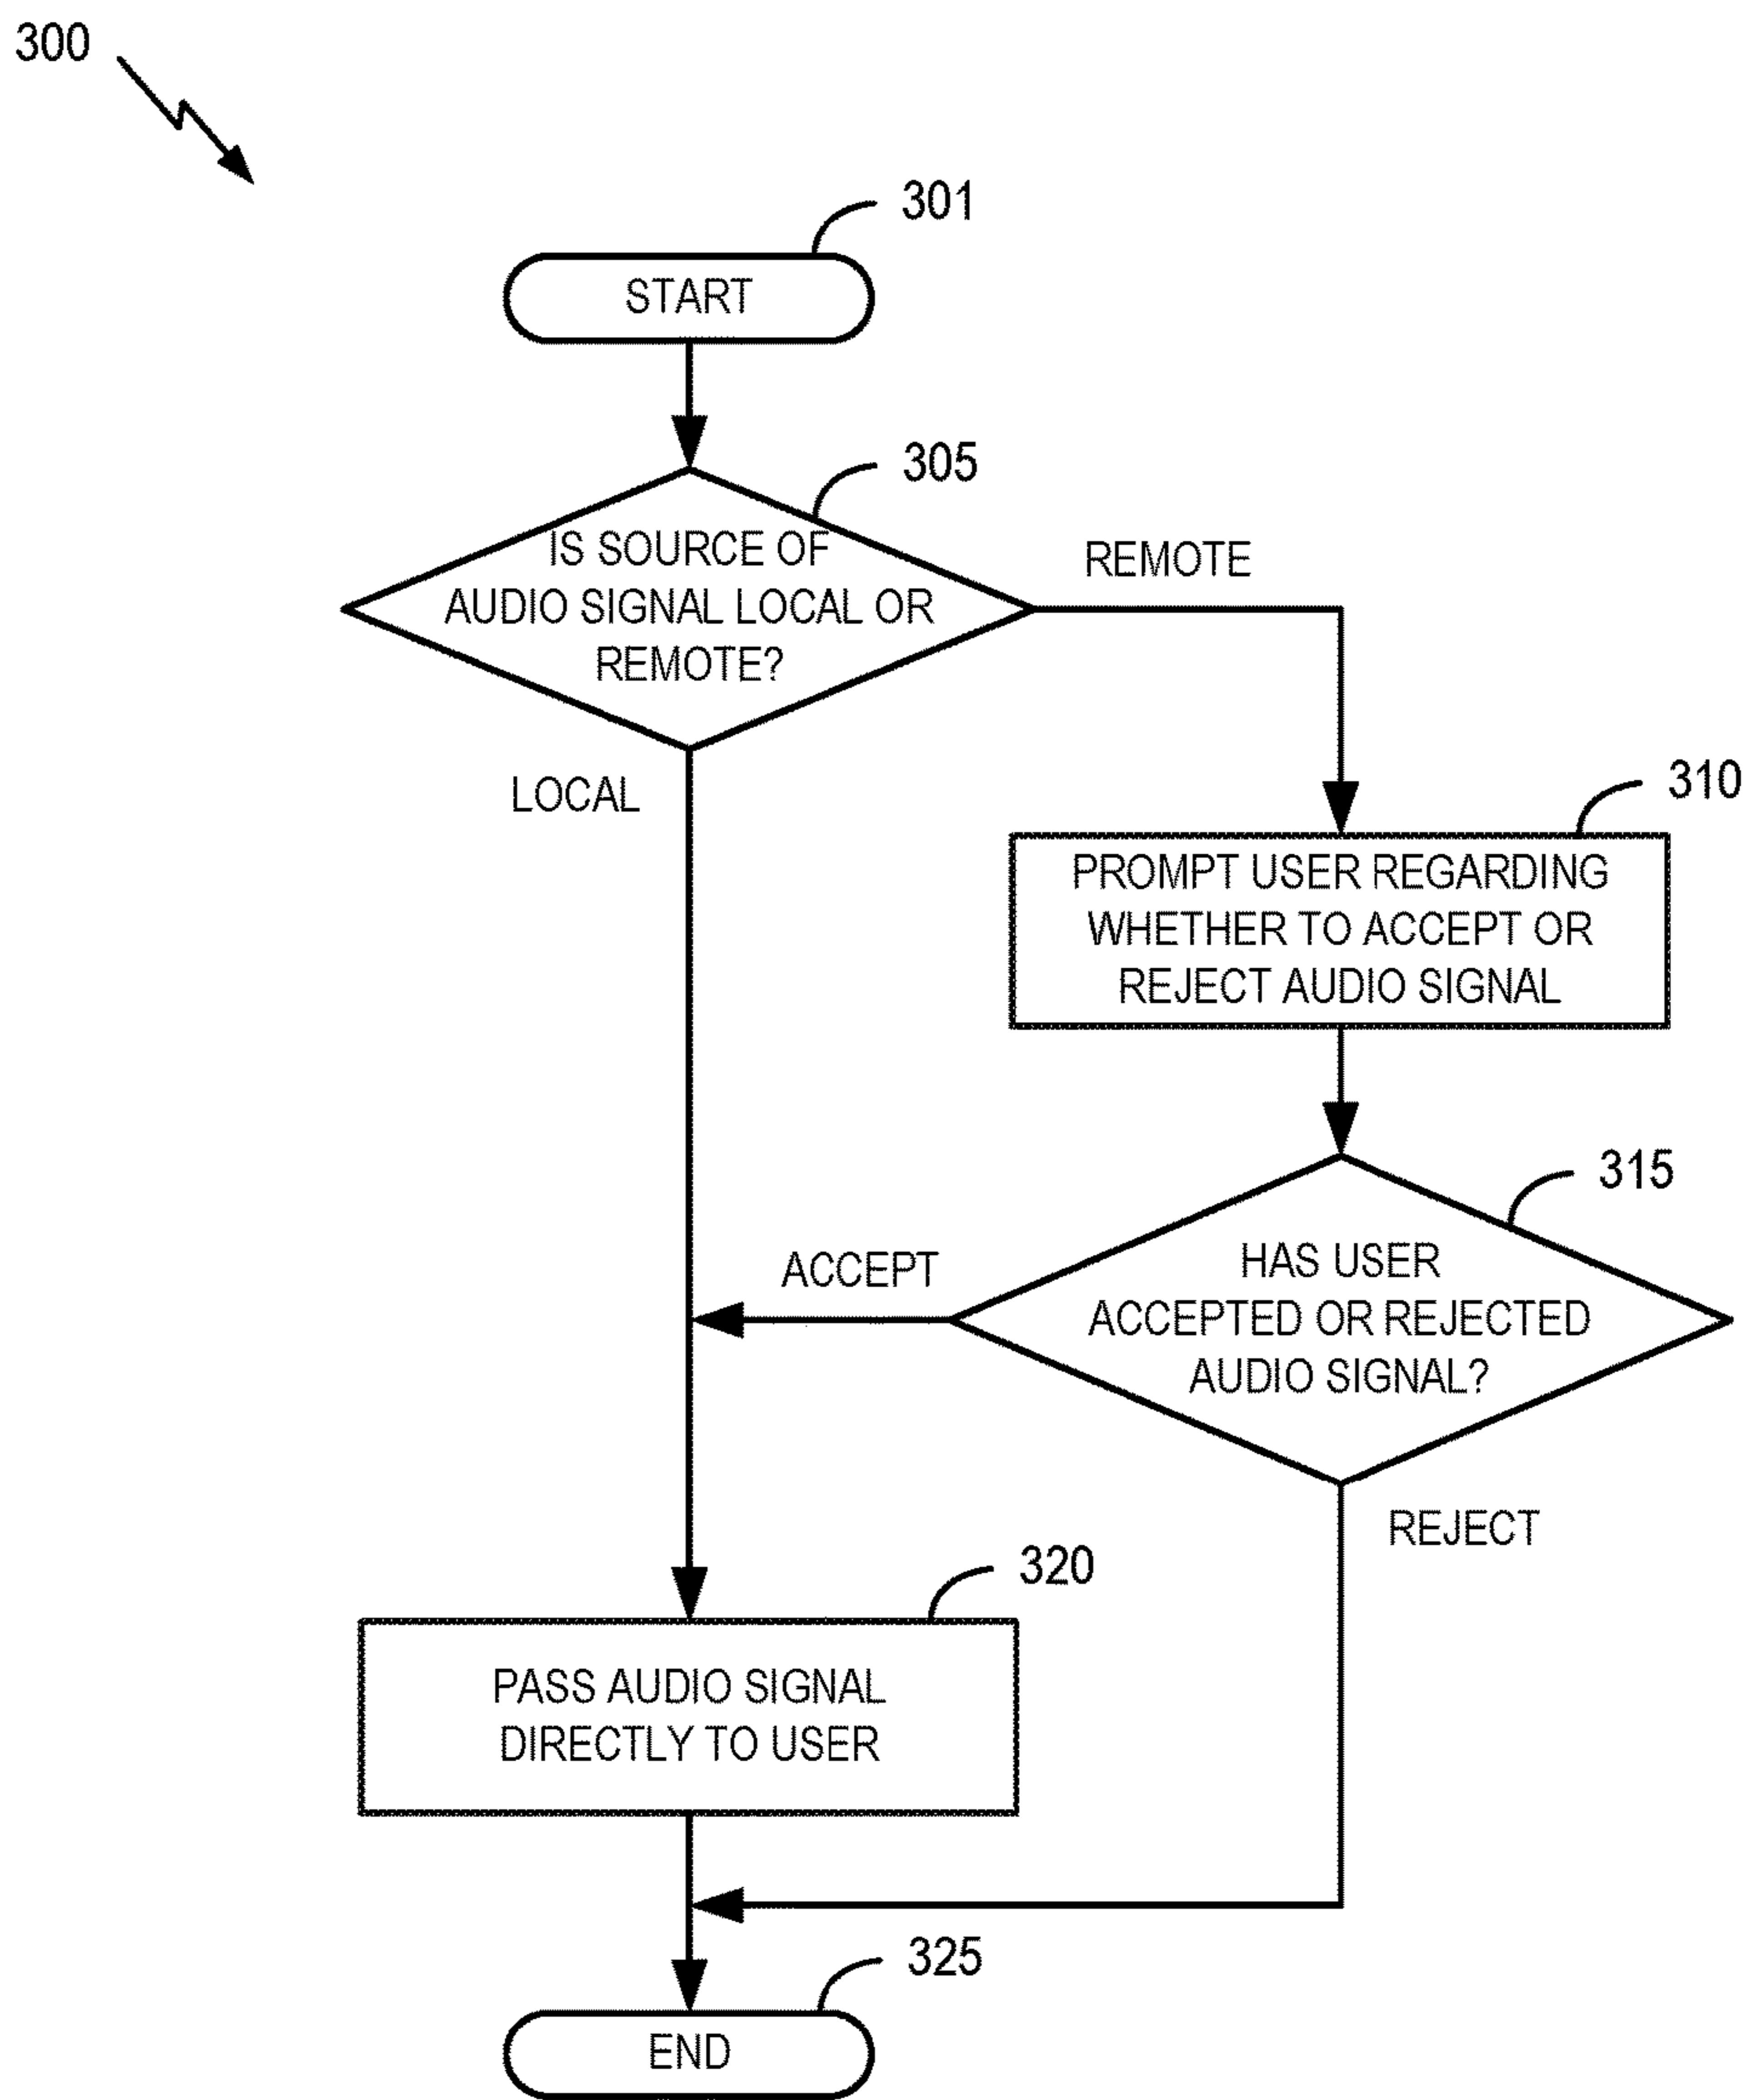 300
301
START
305
IS SOURCE OF
AUDIO SIGNAL LOCAL OR
REMOTE?
REMOTE
LOCAL
310
PROMPT USER REGARDING
WHETHER TO ACCEPT OR
REJECT AUDIO SIGNAL
315
HAS USER
ACCEPTED OR REJECTED
AUDIO SIGNAL?
ACCEPT
REJECT
320
PASS AUDIO SIGNAL
DIRECTLY TO USER
325
END